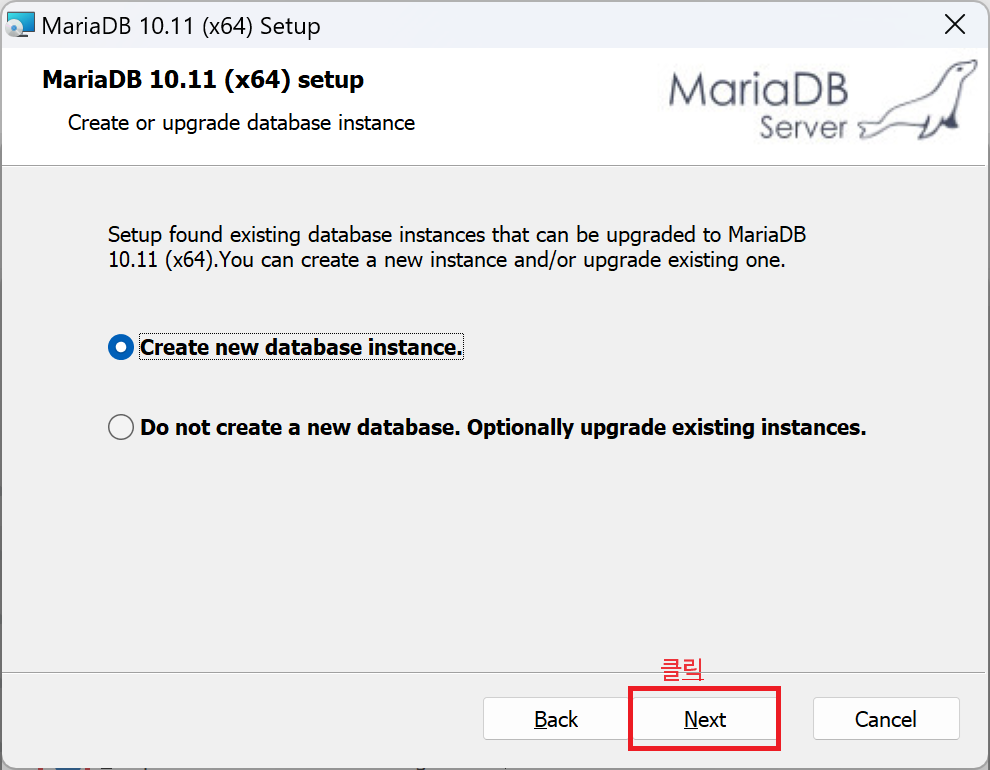 MariaDB 10.11 (x64) Setup
MariaDB 10.11 (x64) setup
Create or upgrade database instance
MariaDB
Server
Setup found existing database instances that can be upgraded to MariaDB
10.11 (x64).You can create a new instance and/or upgrade existing one.
Create new database instance.
Do not create a new database. Optionally upgrade existing instances.
클릭
Back Next Cancel